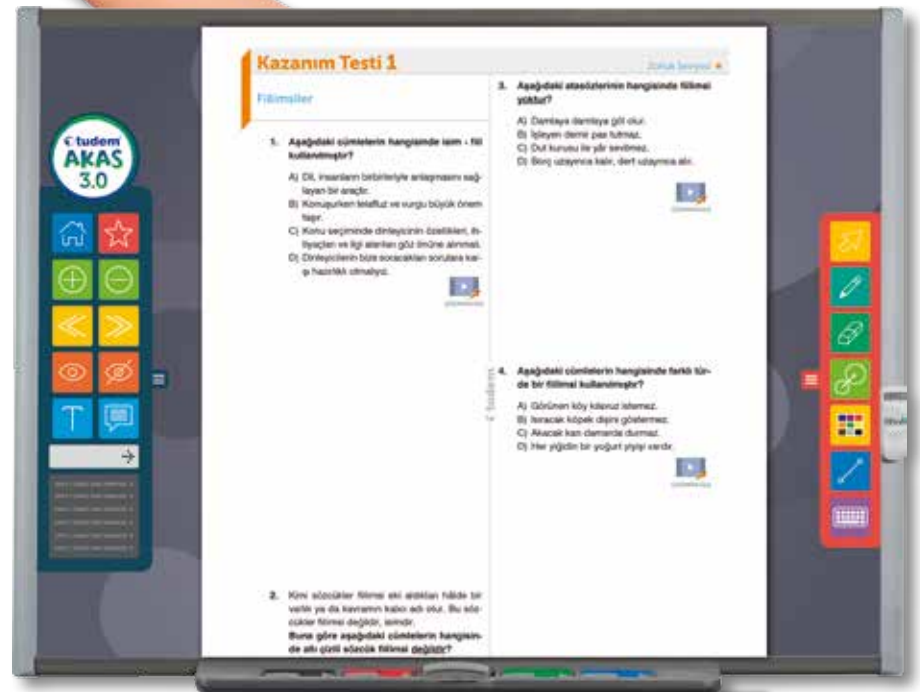 Kazanım Testi 1
Zorluk Seviyesi
Fiilimsiler
tudem
AKAS
3.0
1. Aşağıdaki cümlelerin hangisinde isim - fiil
kullanılmıştır?
A) Dil, insanların birbirleriyle anlaşmasını sağ-
layan bir araçtır.
B) Konuşurken telaffuz ve vurgu büyük önem
taşır.
C) Konu seçiminde dinleyicinin özellikleri, ih-
tiyaçları ve ilgi alanları göz önüne alınmalı.
D) Dinleyicilerin bize soracakları sorulara kar-
şı hazırlıklı olmalıyız.
2. Kimi sözcükler fiilimsi eki aldıkları hâlde bir
varlık ya da kavramın kalıcı adı olur. Bu söz-
cükler fiilimsi değildir, isimdir.
Buna göre aşağıdaki cümlelerin hangisin-
de altı çizili sözcük fiilimsi değildir?
3. Aşağıdaki atasözlerinin hangisinde fiilimsi
yoktur?
A) Damlaya damlaya göl olur.
B) İşleyen demir pas tutmaz.
C) Dut kurusu ile yâr sevilmez.
D) Borç uzayınca kalır, dert uzayınca alır.
4. Aşağıdaki cümlelerin hangisinde farklı tür-
de bir fiilimsi kullanılmıştır?
A) Görünen köy kılavuz istemez.
B) Isıracak köpek dişini göstermez.
C) Akacak kan damarda durmaz.
D) Her yiğidin bir yoğurt yiyişi vardır.
tudem
T